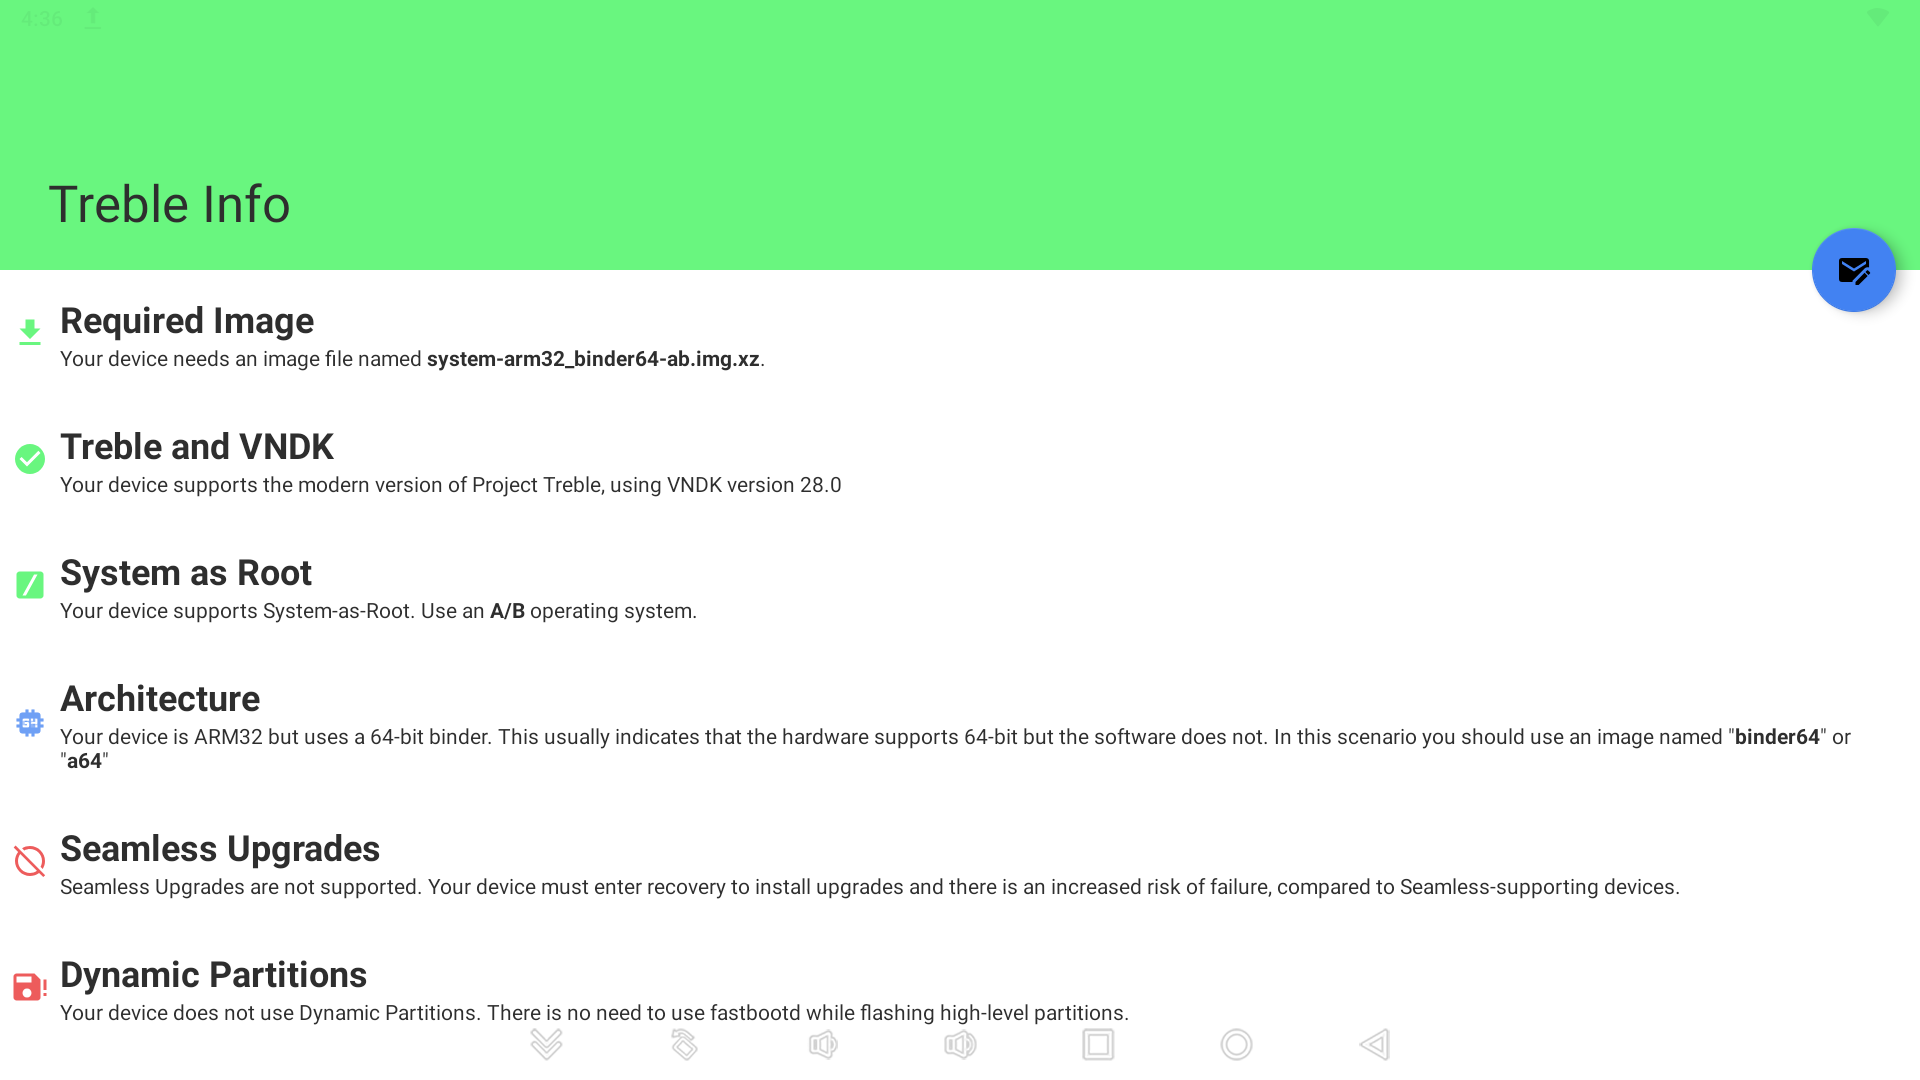 4:36
Treble Info
Required Image
Your device needs an image file named system-arm32_binder64-ab.img.xz.
Treble and VNDK
Your device supports the modern version of Project Treble, using VNDK version 28.0
System as Root
Your device supports System-as-Root. Use an A/B operating system.
Architecture
64
Your device is ARM32 but uses a 64-bit binder. This usually indicates that the hardware supports 64-bit but the software does not. In this scenario you should use an image named "binder64" or
"a64"
Seamless Upgrades
Seamless Upgrades are not supported. Your device must enter recovery to install upgrades and there is an increased risk of failure, compared to Seamless-supporting devices.
Dynamic Partitions
Your device does not use Dynamic Partitions. There is no need to use fastbootd while flashing high-level partitions.